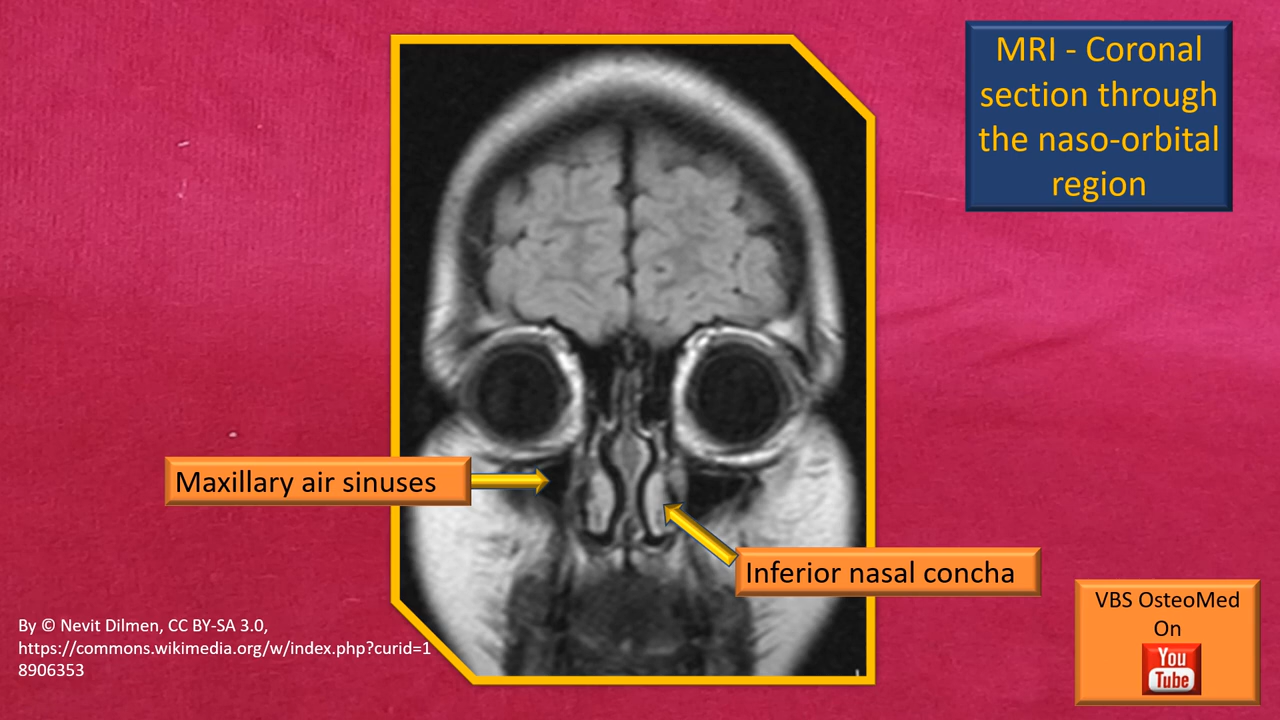 MRI - Coronal
section through
the naso-orbital
region
Maxillary air sinuses
Inferior nasal concha
By © Nevit Dilmen, CC BY-SA 3.0,
https://commons.wikimedia.org/w/index.php?curid=1
8906353
VBS OsteoMed
On
You
Tube